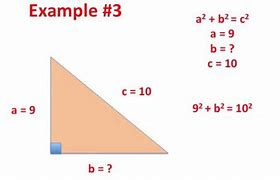 Example #3
a² + b² = c²
a = 9
b = ?
c = 10
c = 10
a = 9
9² + b² = 10²
b = ?